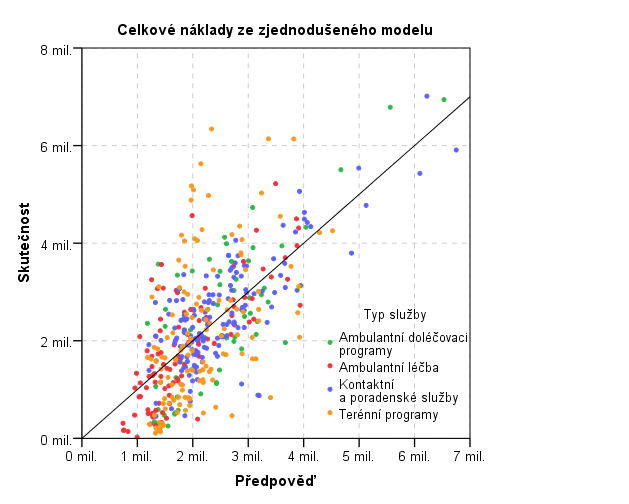 Celkové náklady ze zjednodušeného modelu
8 mil.
6 mil.
4 mil.
2 mil.
0 mil.
Skutečnost
Typ služby
Ambulantní doléčovací
programy
Ambulantní léčba
Kontaktní
a poradenské služby
Terénní programy
0 mil. 1 mil. 2 mil. 3 mil. 4 mil. 5 mil. 6 mil. 7 mil.
Předpověď